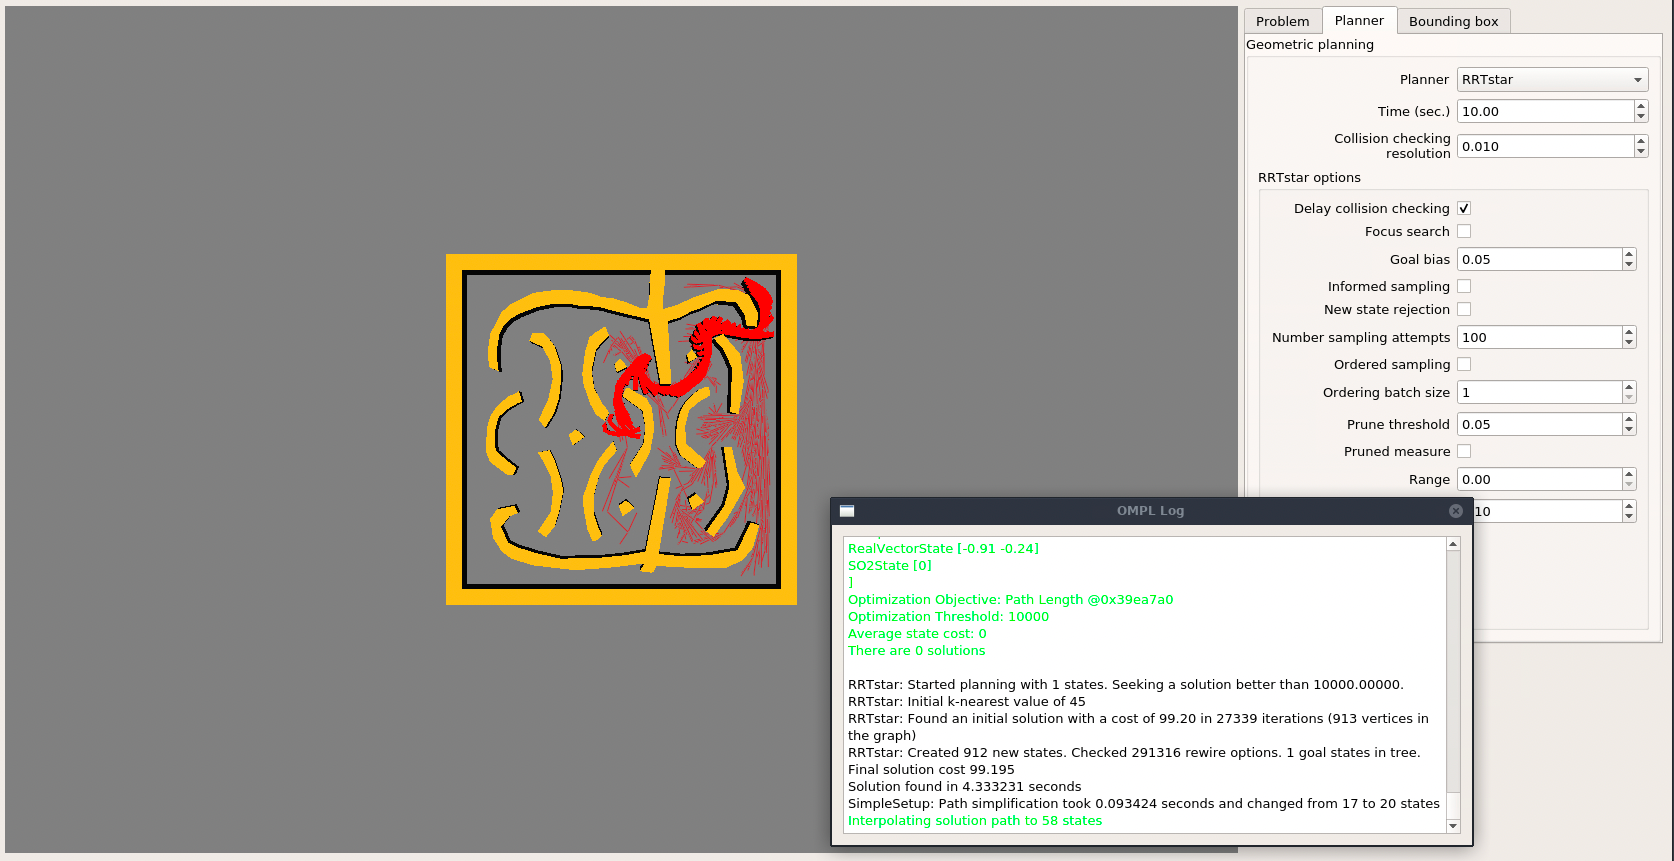 Problem
Planner
Bounding box
Geometric planning
Planner
RRTstar
Time (sec.)
10.00
Collision checking
resolution
0.010
RRTstar options
Delay collision checking
Focus search
Goal bias
0.05
Informed sampling
New state rejection
Number sampling attempts
100
Ordered sampling
Ordering batch size
1
Prune threshold
0.05
Pruned measure
Range
0.00
10
OMPL Log
RealVectorState [-0.91 -0.24]
SO2State [0]
]
Optimization Objective: Path Length @0x39ea7a0
Optimization Threshold: 10000
Average state cost: 0
There are 0 solutions
RRTstar: Started planning with 1 states. Seeking a solution better than 10000.00000.
RRTstar: Initial k-nearest value of 45
RRTstar: Found an initial solution with a cost of 99.20 in 27339 iterations (913 vertices in
the graph)
RRTstar: Created 912 new states. Checked 291316 rewire options. 1 goal states in tree.
Final solution cost 99.195
Solution found in 4.333231 seconds
SimpleSetup: Path simplification took 0.093424 seconds and changed from 17 to 20 states
Interpolating solution path to 58 states